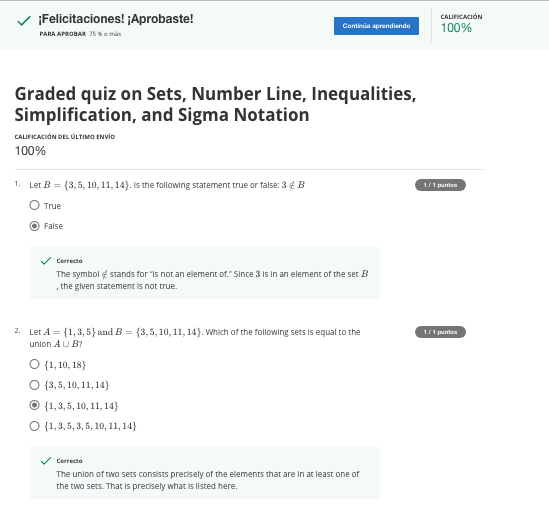 ¡Felicitaciones! ¡Aprobaste!
PARA APROBAR 75 % o más
Continúa aprendiendo
CALIFICACIÓN
100%
Graded quiz on Sets, Number Line, Inequalities,
Simplification, and Sigma Notation
CALIFICACIÓN DEL ÚLTIMO ENVÍO
100%
1. Let B = {3, 5, 10, 11, 14}. Is the following statement true or false: 3 ∉ B
1 / 1 puntos
True
False
Correcto
The symbol ∉ stands for "is not an element of." Since 3 is in an element of the set B
, the given statement is not true.
2. Let A = {1, 3, 5} and B = {3, 5, 10, 11, 14}. Which of the following sets is equal to the
union A ∪ B?
1 / 1 puntos
{1, 10, 18}
{3, 5, 10, 11, 14}
{1, 3, 5, 10, 11, 14}
{1, 3, 5, 3, 5, 10, 11, 14}
Correcto
The union of two sets consists precisely of the elements that are in at least one of
the two sets. That is precisely what is listed here.